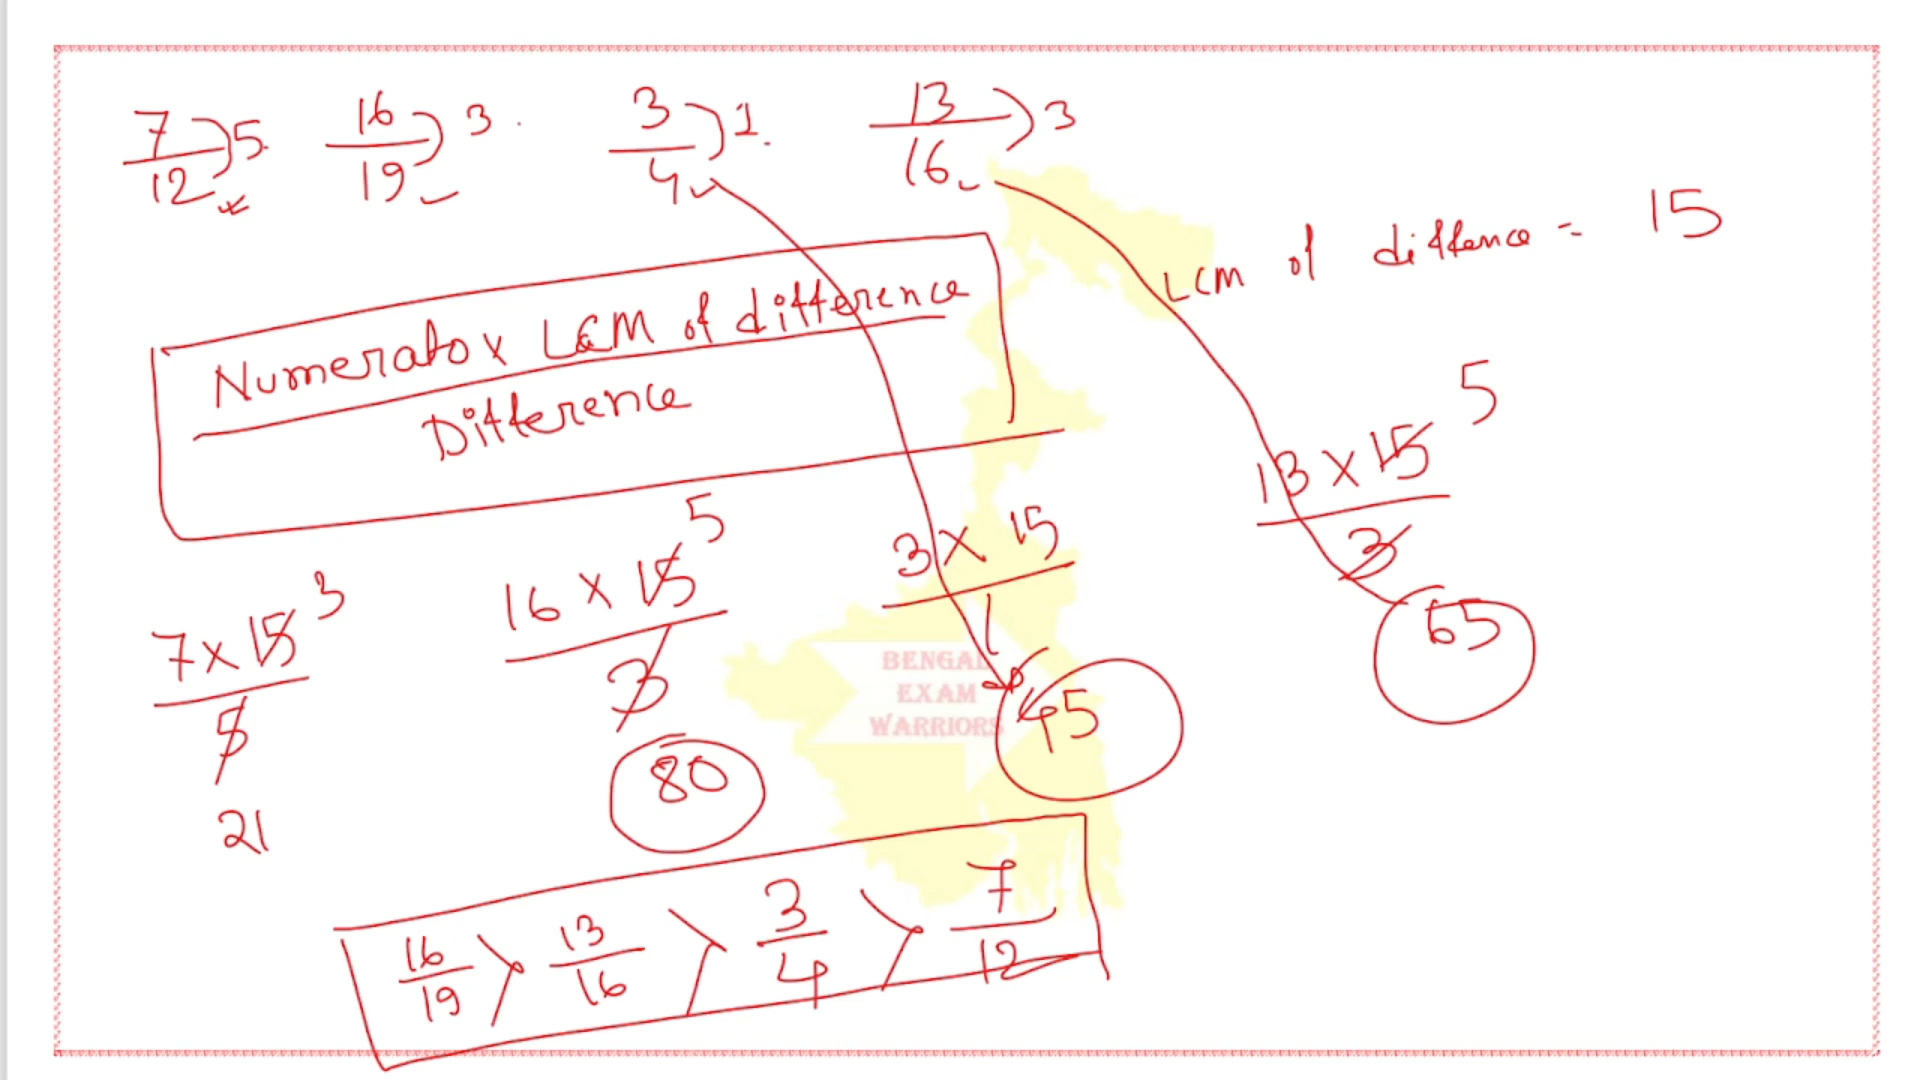 7/12 ) 5 16/19 ) 3 3/4 ) 1 13/16 ) 3
LCM of diffence = 15
Numerator x LCM of difference
Difference
7 x 15 3 / 5
21
16 x 15 5 / 3
80
3 x 15 / 1
45
13 x 15 5 / 3
65
BENGAL
EXAM
WARRIORS
16/19 > 13/16 > 3/4 > 7/12